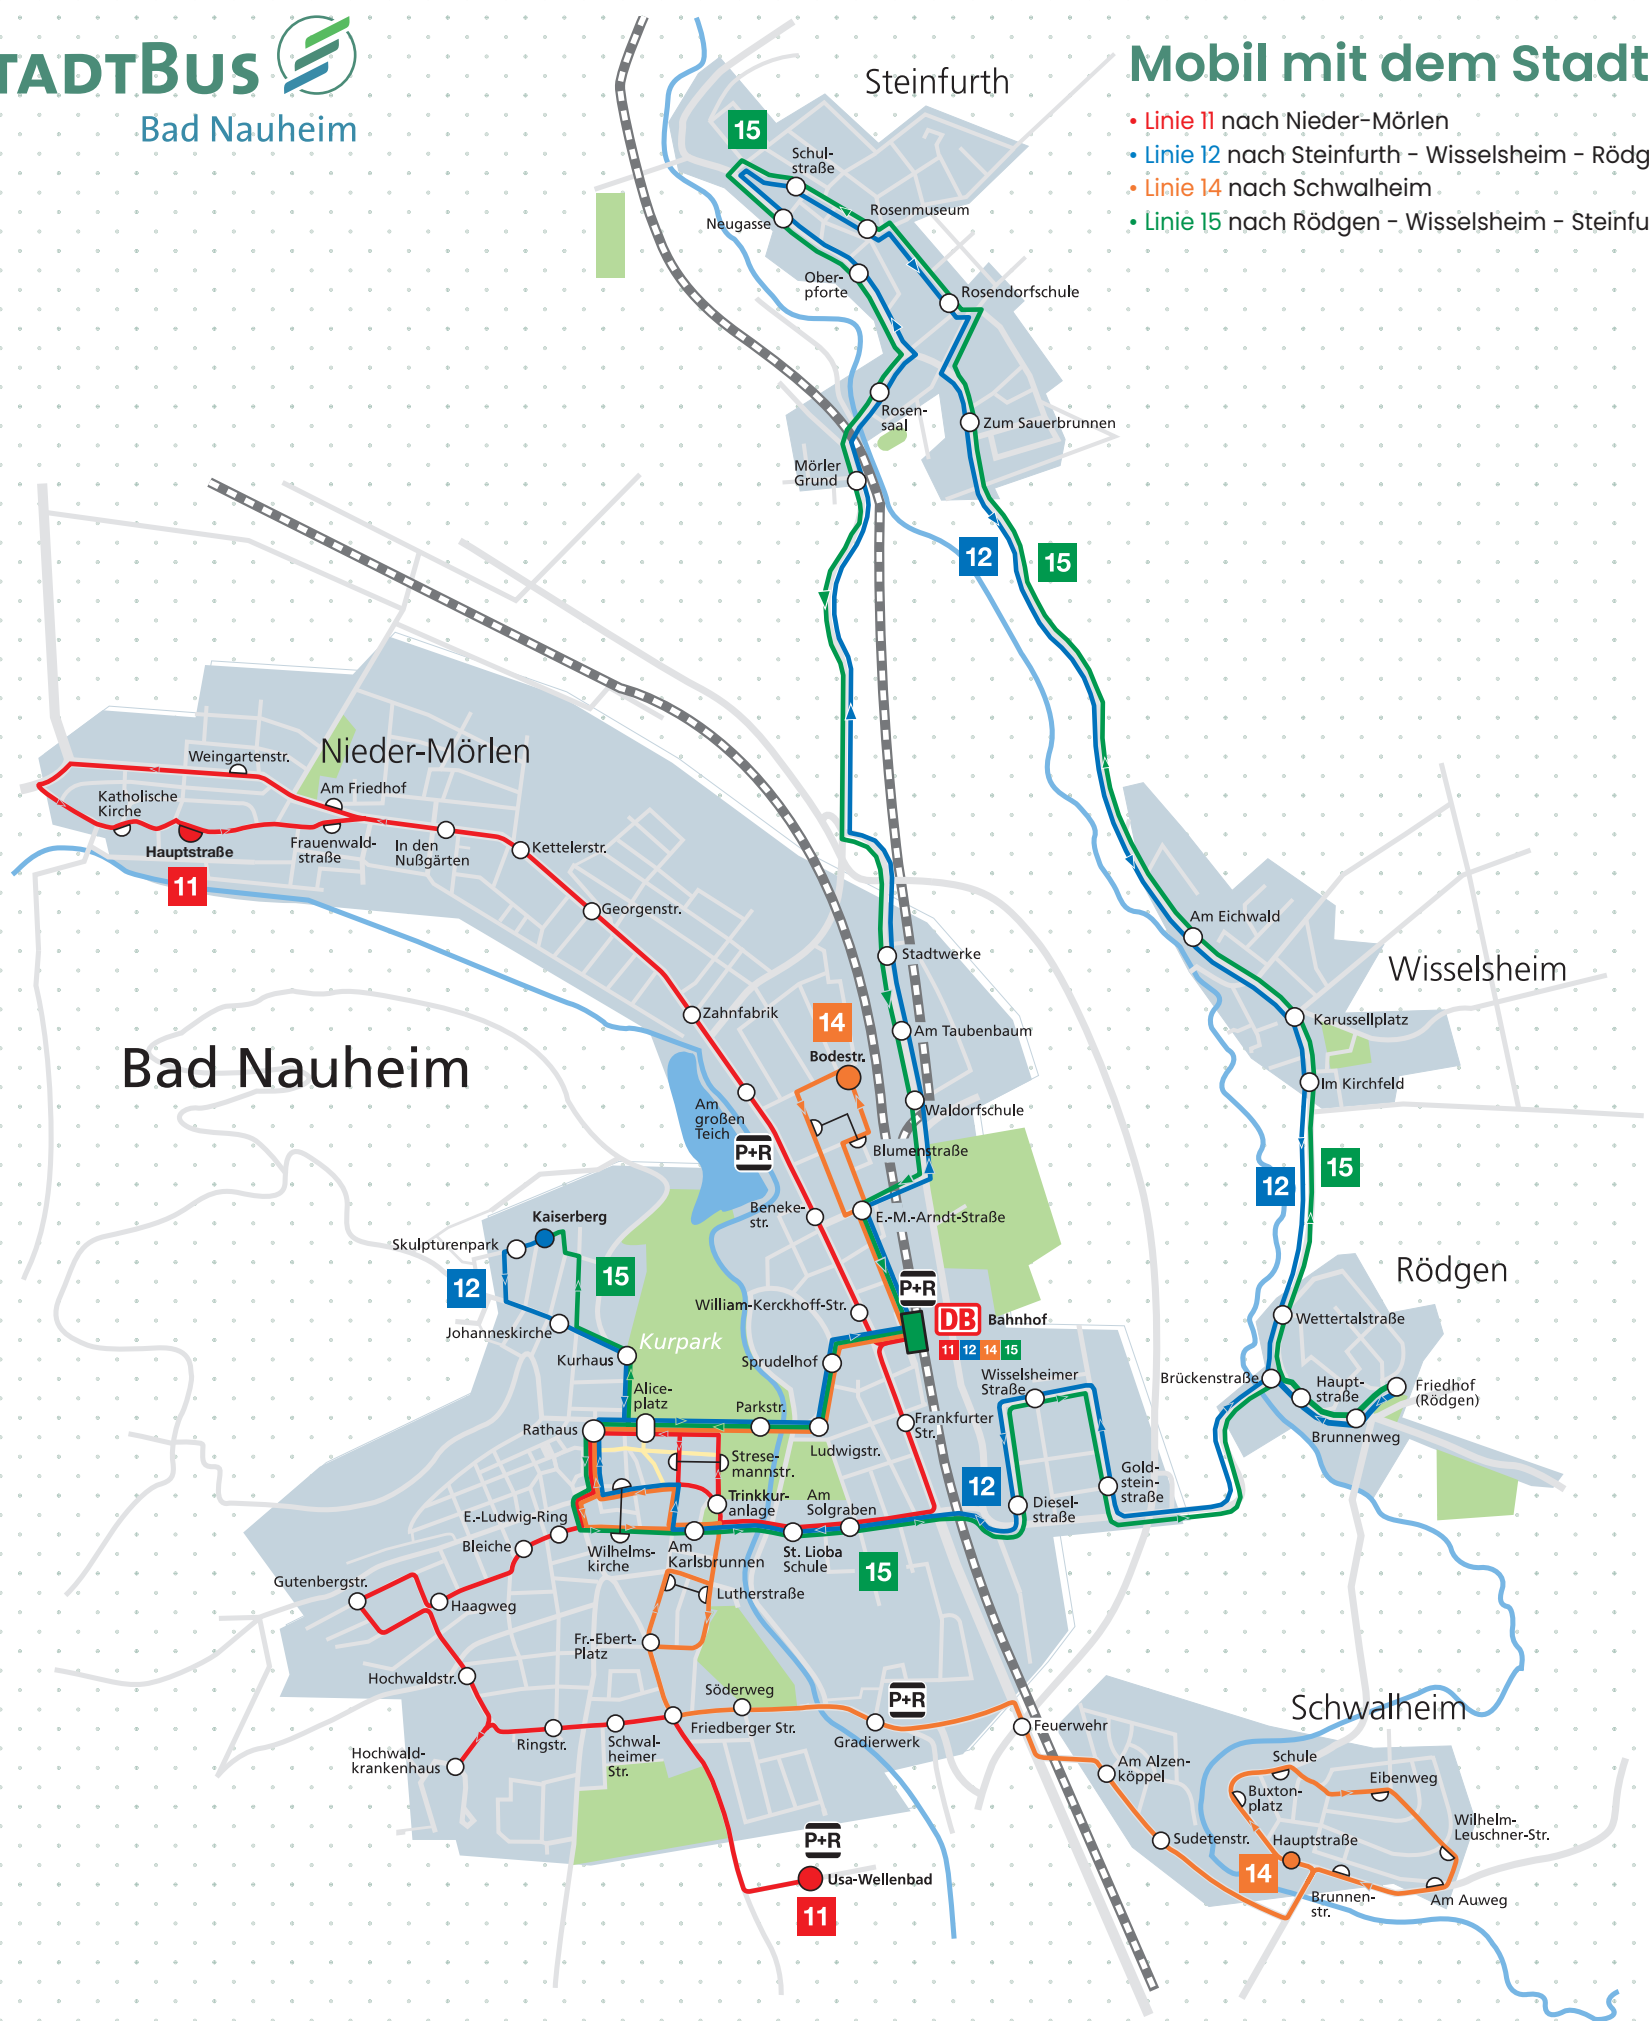 TADTBUS
Bad Nauheim
Mobil mit dem Stadt
• Linie 11 nach Nieder-Mörlen
• Linie 12 nach Steinfurth - Wisselsheim - Rödg
• Linie 14 nach Schwalheim
• Linie 15 nach Rödgen - Wisselsheim - Steinfu
Steinfurth
15
Schul-
straße
Neugasse
Rosenmuseum
Ober-
pforte
Rosendorfschule
Rosen-
saal
Zum Sauerbrunnen
Mörler
Grund
12
15
Nieder-Mörlen
Weingartenstr.
Am Friedhof
Katholische
Kirche
Hauptstraße
Frauenwald-
straße
In den
Nußgärten
Kettelerstr.
11
Georgenstr.
Am Eichwald
Stadtwerke
Wisselsheim
Zahnfabrik
14
Karussellplatz
Am Taubenbaum
Bad Nauheim
Bodestr.
Im Kirchfeld
Am
großen
Teich
Waldorfschule
P+R
Blumenstraße
15
12
Beneke-
str.
E.-M.-Arndt-Straße
Kaiserberg
Skulpturenpark
12
15
P+R
Rödgen
William-Kerckhoff-Str.
DB
Bahnhof
11 12 14 15
Wettertalstraße
Johanneskirche
Kurpark
Kurhaus
Sprudelhof
Wisselsheimer
Straße
Brückenstraße
Haupt-
straße
Friedhof
(Rödgen)
Alice-
platz
Parkstr.
Rathaus
Ludwigstr.
Frankfurter
Str.
Brunnenweg
Strese-
mannstr.
12
Gold-
stein-
straße
Trinkkur-
anlage
Am
Solgraben
Diesel-
straße
E.-Ludwig-Ring
Bleiche
Wilhelms-
kirche
Am
Karlsbrunnen
St. Lioba
Schule
15
Gutenbergstr.
Haagweg
Lutherstraße
Fr.-Ebert-
Platz
Hochwaldstr.
Söderweg
P+R
Schwalheim
Friedberger Str.
Gradierwerk
Feuerwehr
Ringstr.
Schwal-
heimer
Str.
Hochwald-
krankenhaus
Am Alzen-
köppel
Schule
Eibenweg
Buxton-
platz
Wilhelm-
Leuschner-Str.
Sudetenstr.
Hauptstraße
14
P+R
Usa-Wellenbad
Brunnen-
str.
Am Auweg
11